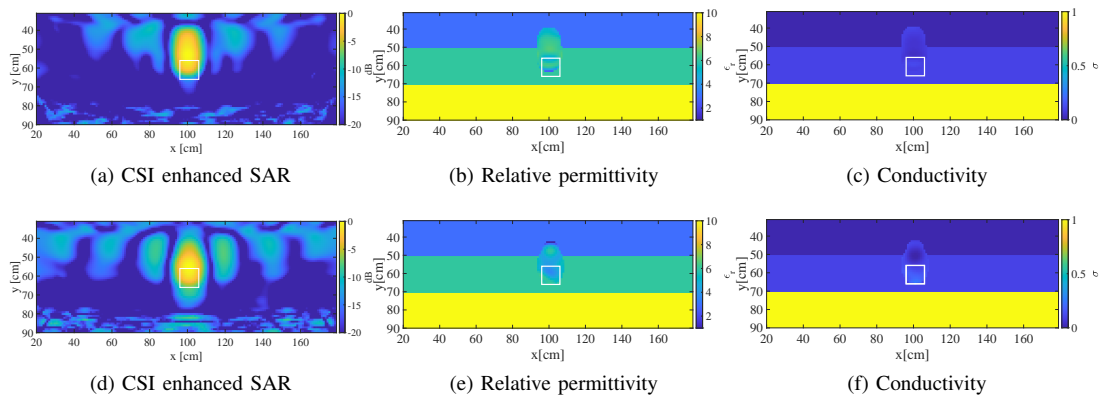 40
50
60
70
80
90
y[cm]
20 40 60 80 100 120 140 160
x [cm]
0
-5
-10
-15
-20
dB
(a) CSI enhanced SAR
40
50
60
70
80
90
y[cm]
20 40 60 80 100 120 140 160
x[cm]
10
8
6
4
2
ϵr
(b) Relative permittivity
40
50
60
70
80
90
y[cm]
20 40 60 80 100 120 140 160
x[cm]
1
0.5
0
σ
(c) Conductivity
40
50
60
70
80
90
y[cm]
20 40 60 80 100 120 140 160
x [cm]
0
-5
-10
-15
-20
dB
(d) CSI enhanced SAR
40
50
60
70
80
90
y[cm]
20 40 60 80 100 120 140 160
x[cm]
10
8
6
4
2
ϵr
(e) Relative permittivity
40
50
60
70
80
90
y[cm]
20 40 60 80 100 120 140 160
x[cm]
1
0.5
0
σ
(f) Conductivity